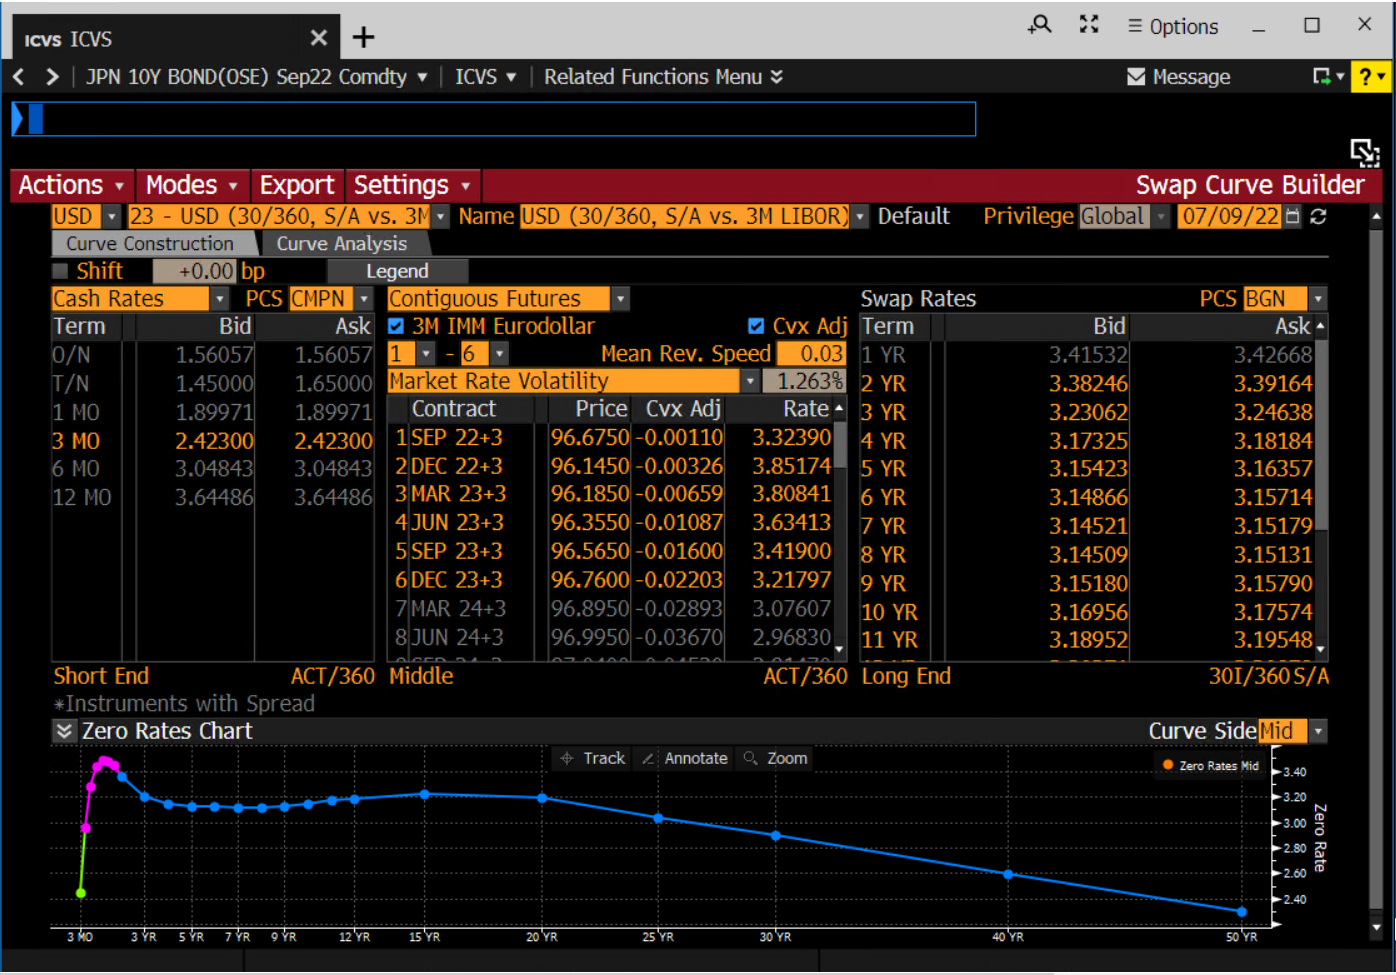 ICVS ICVS
Options
JPN 10Y BOND(OSE) Sep22 Comdty ICVS Related Functions Menu Message ?
Actions Modes Export Settings Swap Curve Builder
USD 23 - USD (30/360, S/A vs. 3M Name USD (30/360, S/A vs. 3M LIBOR) Default Privilege Global 07/09/22
Curve Construction Curve Analysis
Shift +0.00 bp Legend
Cash Rates PCS CMPN Contiguous Futures Swap Rates PCS BGN
Term Bid Ask 3M IMM Eurodollar Cvx Adj Term Bid Ask
O/N 1.56057 1.56057 1 - 6 Mean Rev. Speed 0.03 1 YR 3.41532 3.42668
T/N 1.45000 1.65000 Market Rate Volatility 1.263% 2 YR 3.38246 3.39164
1 MO 1.89971 1.89971 Contract Price Cvx Adj Rate 3 YR 3.23062 3.24638
3 MO 2.42300 2.42300 1 SEP 22+3 96.6750 -0.00110 3.32390 4 YR 3.17325 3.18184
6 MO 3.04843 3.04843 2 DEC 22+3 96.1450 -0.00326 3.85174 5 YR 3.15423 3.16357
12 MO 3.64486 3.64486 3 MAR 23+3 96.1850 -0.00659 3.80841 6 YR 3.14866 3.15714
4 JUN 23+3 96.3550 -0.01087 3.63413 7 YR 3.14521 3.15179
5 SEP 23+3 96.5650 -0.01600 3.41900 8 YR 3.14509 3.15131
6 DEC 23+3 96.7600 -0.02203 3.21797 9 YR 3.15180 3.15790
7 MAR 24+3 96.8950 -0.02893 3.07607 10 YR 3.16956 3.17574
8 JUN 24+3 96.9950 -0.03670 2.96830 11 YR 3.18952 3.19548
Short End ACT/360 Middle ACT/360 Long End 30I/360 S/A
*Instruments with Spread
Zero Rates Chart Curve Side Mid
Track Annotate Zoom
Zero Rates Mid
3.40
3.20
3.00
2.80
2.60
2.40
Zero Rate
3 MO 3 YR 5 YR 7 YR 9 YR 12 YR 15 YR 20 YR 25 YR 30 YR 40 YR 50 YR